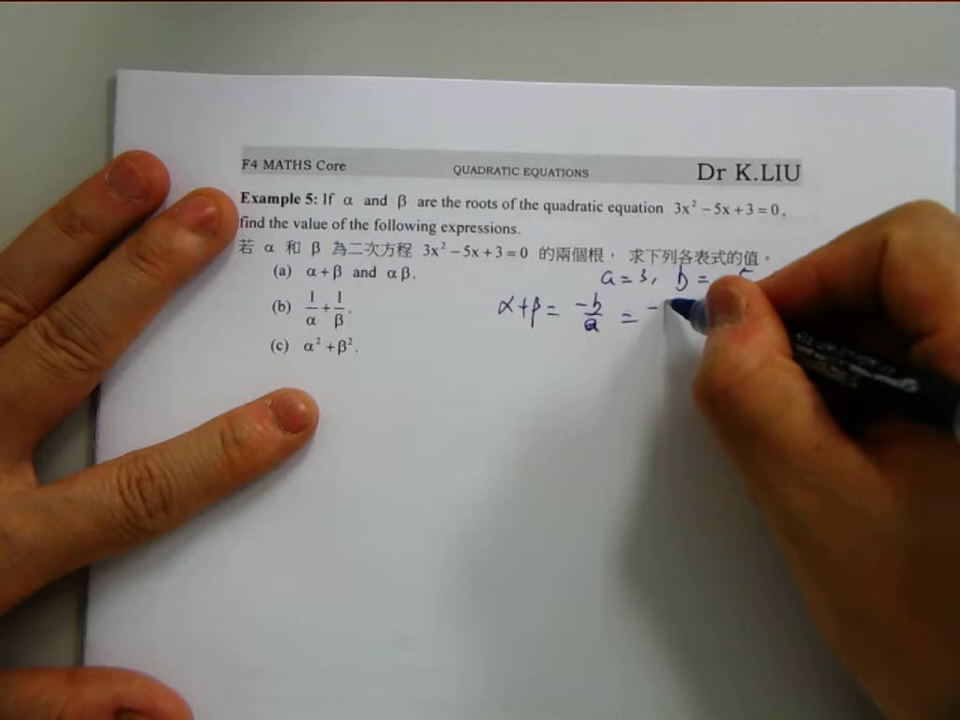 F4 MATHS Core QUADRATIC EQUATIONS Dr K.LIU
Example 5: If α and β are the roots of the quadratic equation 3x² − 5x + 3 = 0,
find the value of the following expressions.
若 α 和 β 為二次方程 3x² − 5x + 3 = 0 的兩個根， 求下列各表式的值。
(a) α + β and α β.
a = 3, b = -5
(b) 1/α + 1/β.
α+β = -b/a = -
(c) α² + β².